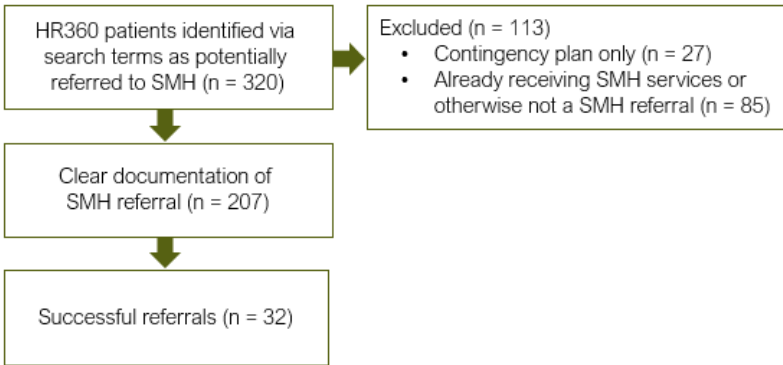 HR360 patients identified via
search terms as potentially
referred to SMH (n = 320)
Excluded (n = 113)
• Contingency plan only (n = 27)
• Already receiving SMH services or
otherwise not a SMH referral (n = 85)
Clear documentation of
SMH referral (n = 207)
Successful referrals (n = 32)